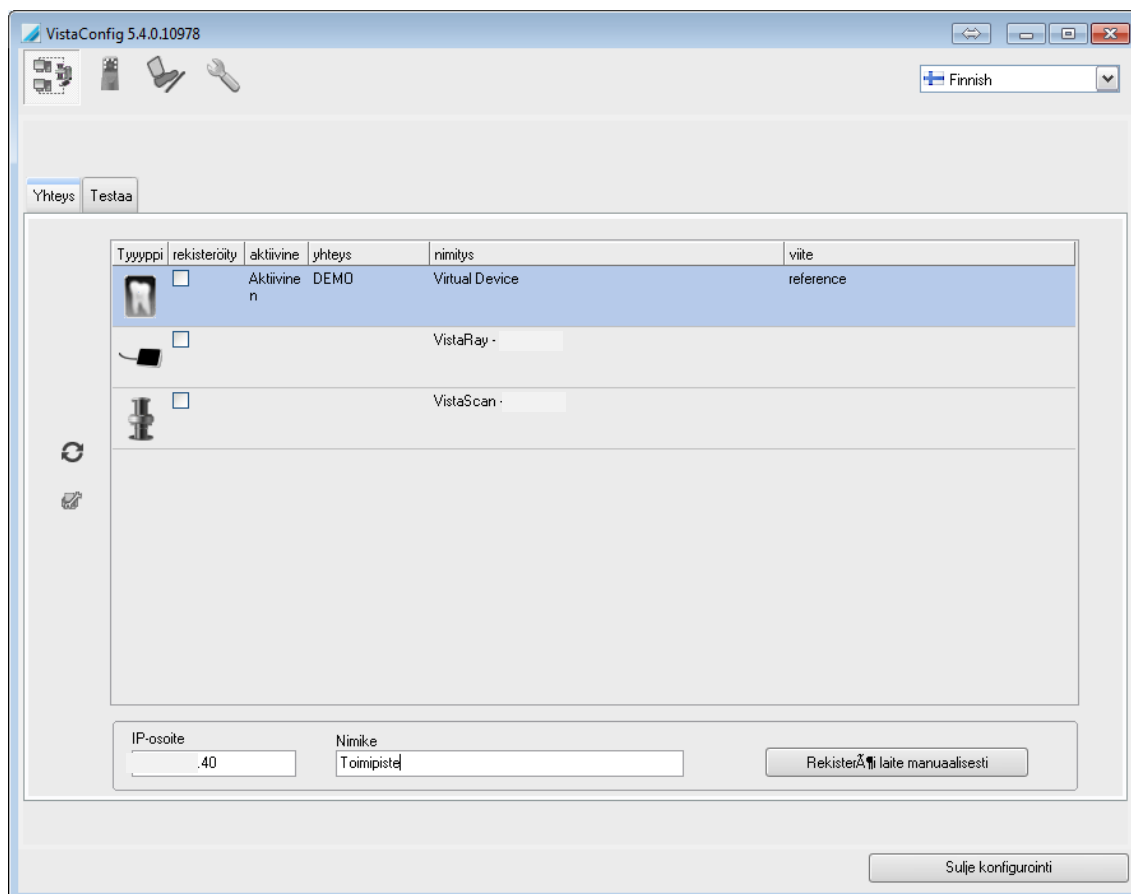 VistaConfig 5.4.0.10978
Finnish
Yhteys Testaa
Tyyyppi rekisteröity aktiivine yhteys nimitys viite
Aktiivine DEMO Virtual Device reference
n
VistaRay -
VistaScan -
IP-osoite Nimike
.40 Toimipiste RekisterÃ¶i laite manuaalisesti
Sulje konfigurointi